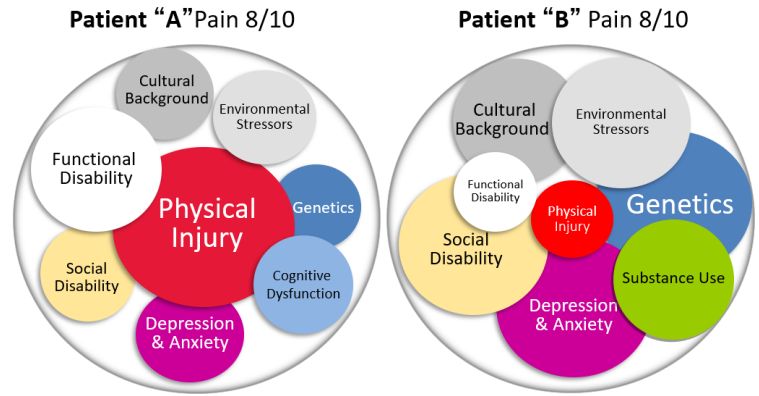 Patient “A”Pain 8/10
Cultural
Background
Environmental
Stressors
Functional
Disability
Physical
Injury
Genetics
Social
Disability
Cognitive
Dysfunction
Depression
& Anxiety
Patient “B” Pain 8/10
Cultural
Background
Environmental
Stressors
Functional
Disability
Physical
Injury
Genetics
Social
Disability
Substance Use
Depression
& Anxiety